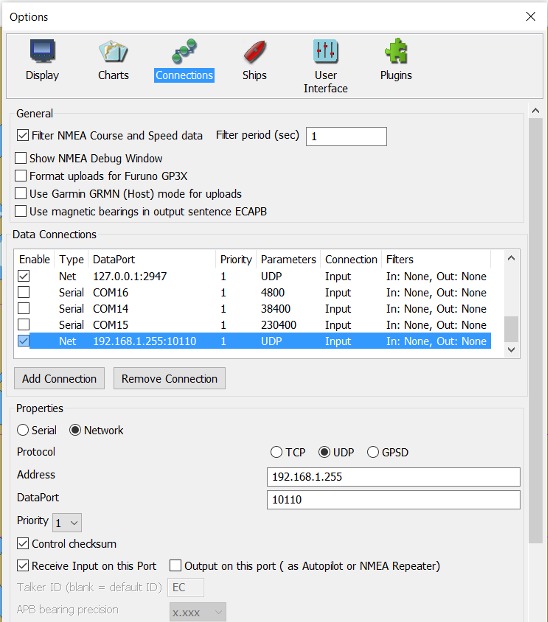 Options
Display
Charts
Connections
Ships
User
Interface
Plugins
General
Filter NMEA Course and Speed data Filter period (sec) 1
Show NMEA Debug Window
Format uploads for Furuno GP3X
Use Garmin GRMN (Host) mode for uploads
Use magnetic bearings in output sentence ECAPB
Data Connections
Enable Type DataPort Priority Parameters Connection Filters
Net 127.0.0.1:2947 1 UDP Input In: None, Out: None
Serial COM16 1 4800 Input In: None, Out: None
Serial COM14 1 38400 Input In: None, Out: None
Serial COM15 1 230400 Input In: None, Out: None
Net 192.168.1.255:10110 1 UDP Input In: None, Out: None
Add Connection Remove Connection
Properties
Serial Network
Protocol TCP UDP GPSD
Address 192.168.1.255
DataPort 10110
Priority 1
Control checksum
Receive Input on this Port Output on this port ( as Autopilot or NMEA Repeater)
Talker ID (blank = default ID) EC
APB bearing precision x.xxx